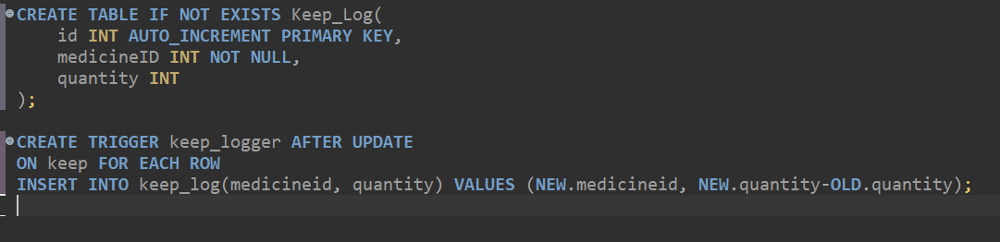 CREATE TABLE IF NOT EXISTS Keep_Log(
    id INT AUTO_INCREMENT PRIMARY KEY,
    medicineID INT NOT NULL,
    quantity INT
);
CREATE TRIGGER keep_logger AFTER UPDATE
ON keep FOR EACH ROW
INSERT INTO keep_log(medicineid, quantity) VALUES (NEW.medicineid, NEW.quantity-OLD.quantity);